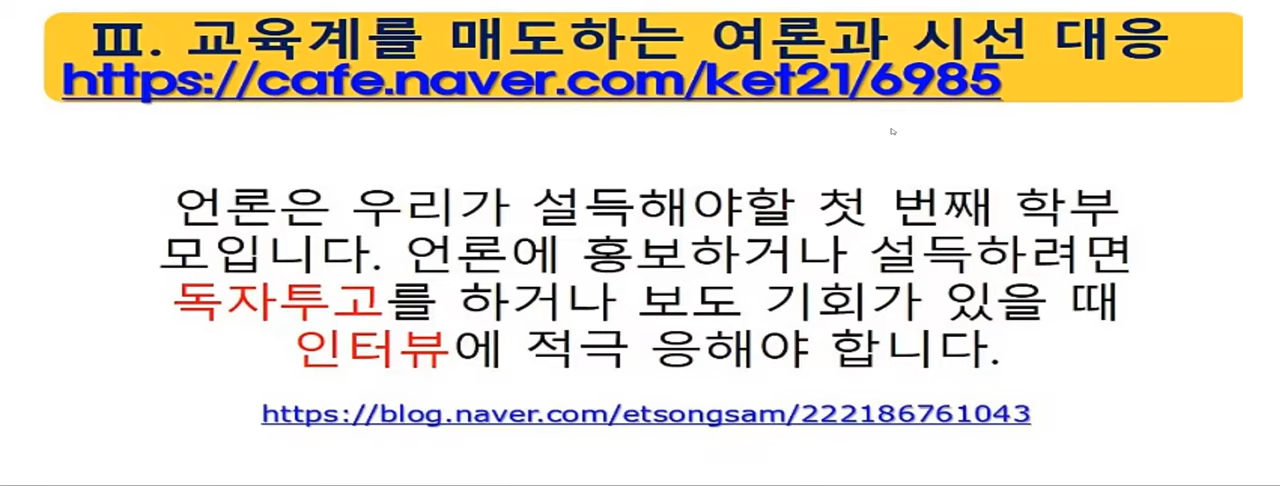 Ⅲ. 교육계를 매도하는 여론과 시선 대응
https://cafe.naver.com/ket21/6985
언론은 우리가 설득해야할 첫 번째 학부
모입니다. 언론에 홍보하거나 설득하려면
독자투고를 하거나 보도 기회가 있을 때
인터뷰에 적극 응해야 합니다.
https://blog.naver.com/etsongsam/222186761043